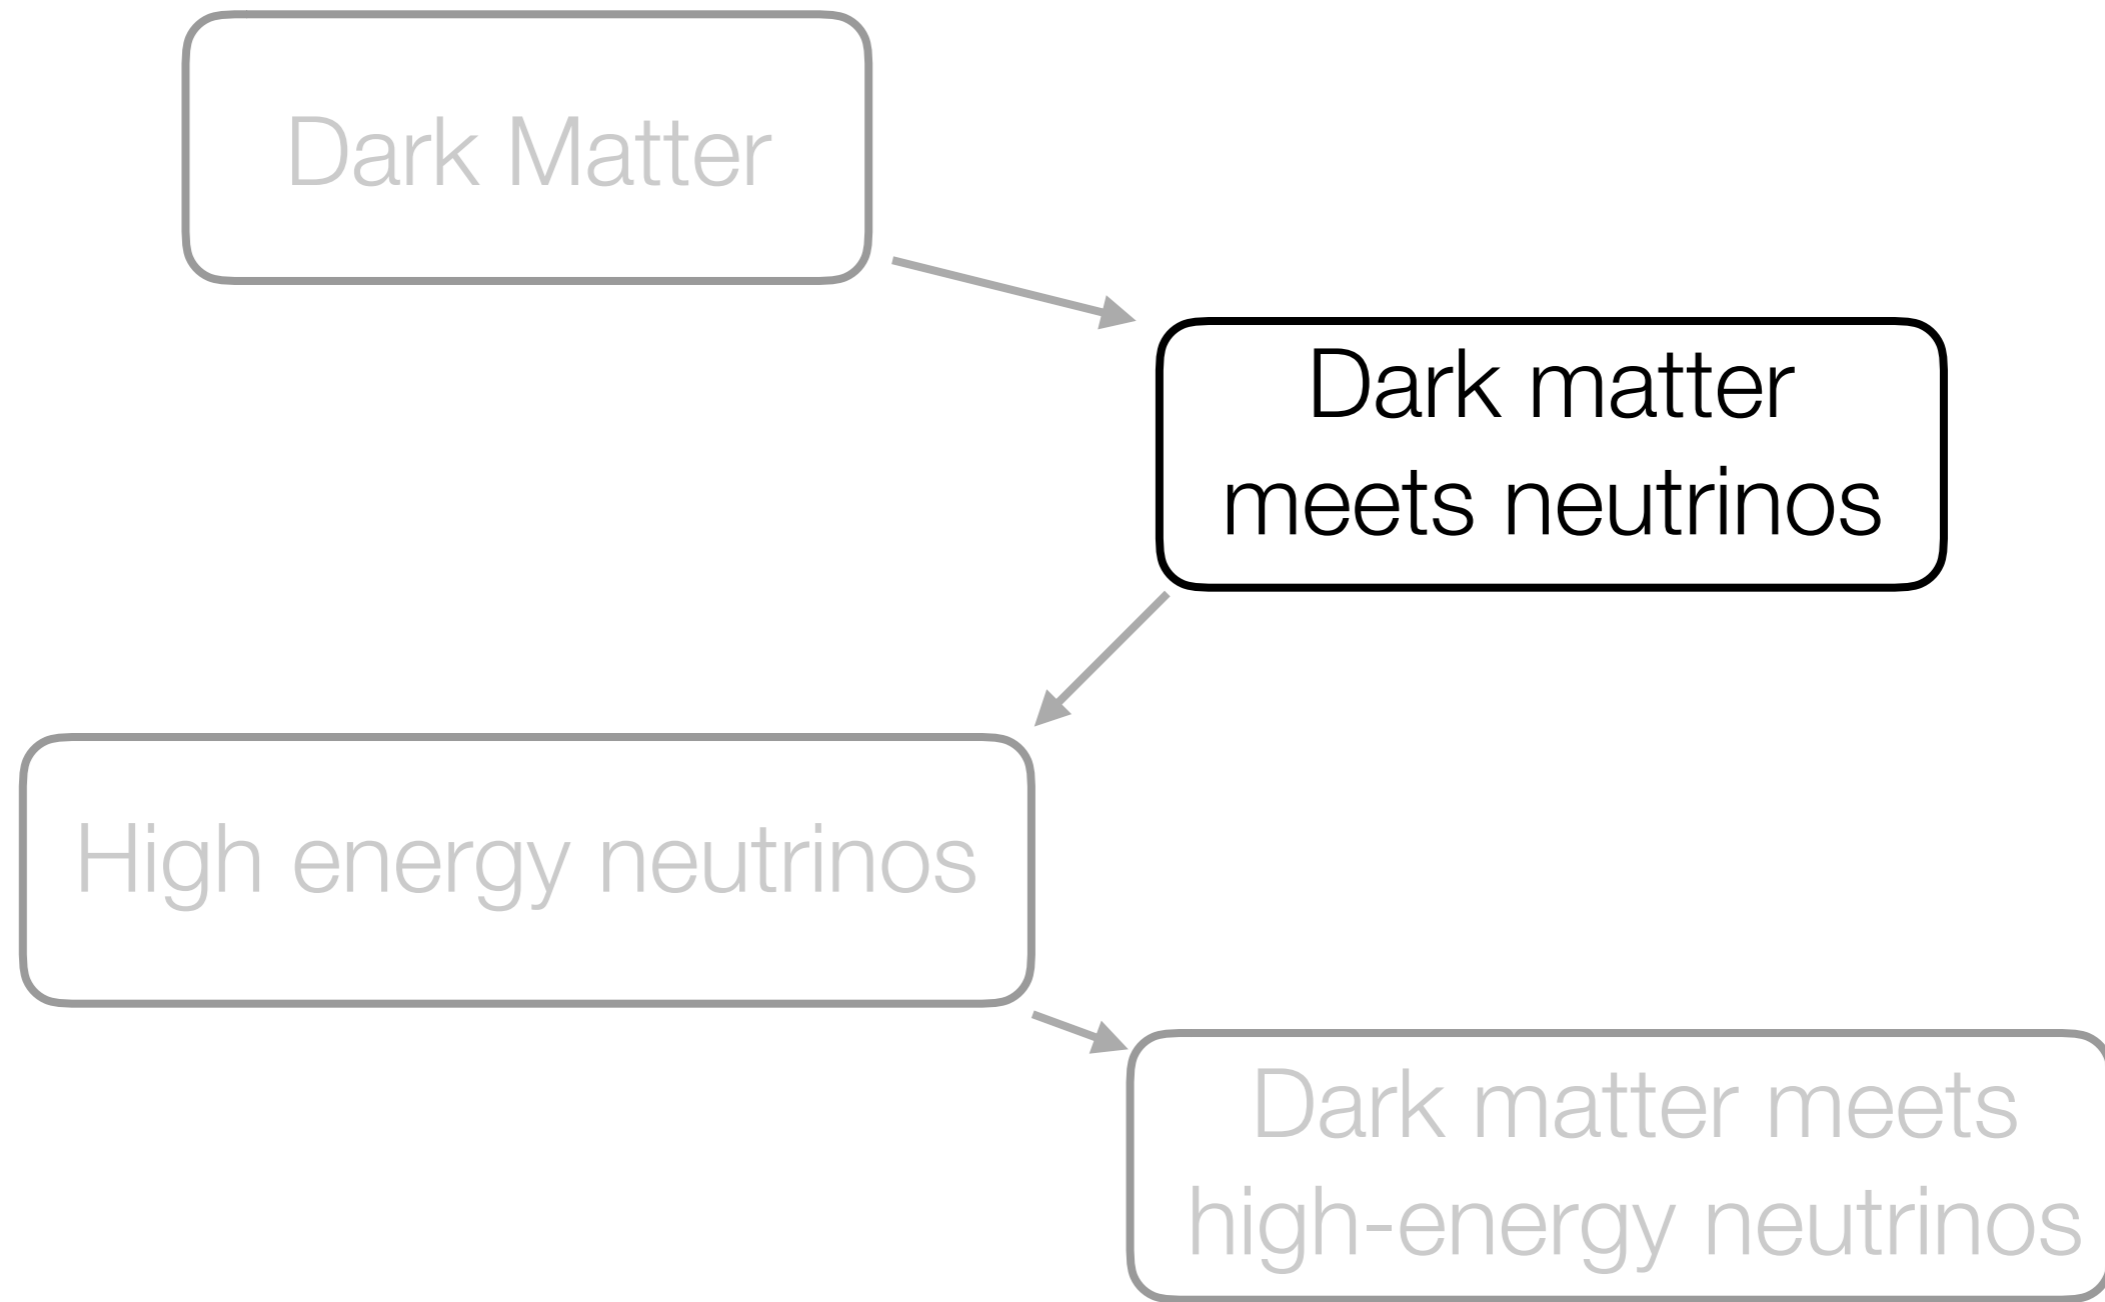 Dark Matter
Dark matter
meets neutrinos
High energy neutrinos
Dark matter meets
high-energy neutrinos